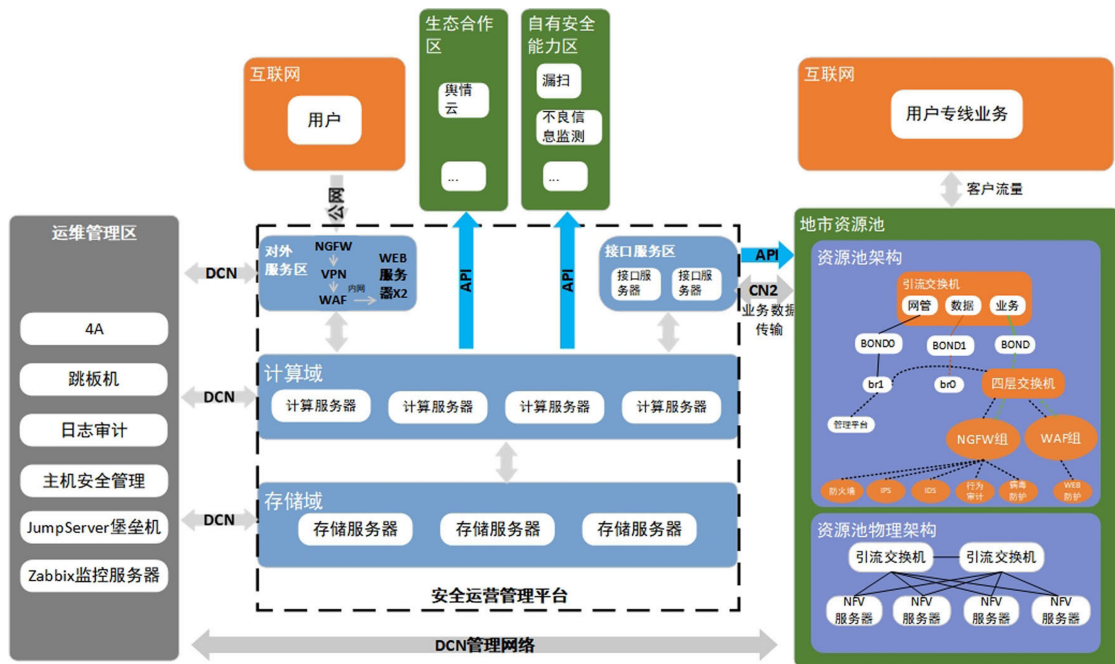 生态合作
区
舆情
云
...
自有安全
能力区
漏扫
不良信
息监测
...
互联网
用户
公网
互联网
用户专线业务
客户流量
运维管理区
4A
跳板机
日志审计
主机安全管理
JumpServer堡垒机
Zabbix监控服务器
DCN
DCN
DCN
对外
服务区
NGFW
VPN
WAF
内网
WEB
服务
器X2
API
API
接口服务区
接口服
务器
接口服
务器
API
CN2
业务数据
传输
计算域
计算服务器
计算服务器
计算服务器
计算服务器
存储域
存储服务器
存储服务器
存储服务器
安全运营管理平台
DCN管理网络
地市资源池
资源池架构
引流交换机
网管
数据
业务
BOND0
BOND1
BOND
br1
br0
四层交换机
管理平台
NGFW组
WAF组
防火墙
IPS
IDS
行为
审计
病毒
防护
WEB
防护
资源池物理架构
引流交换机
引流交换机
NFV
服务器
NFV
服务器
NFV
服务器
NFV
服务器